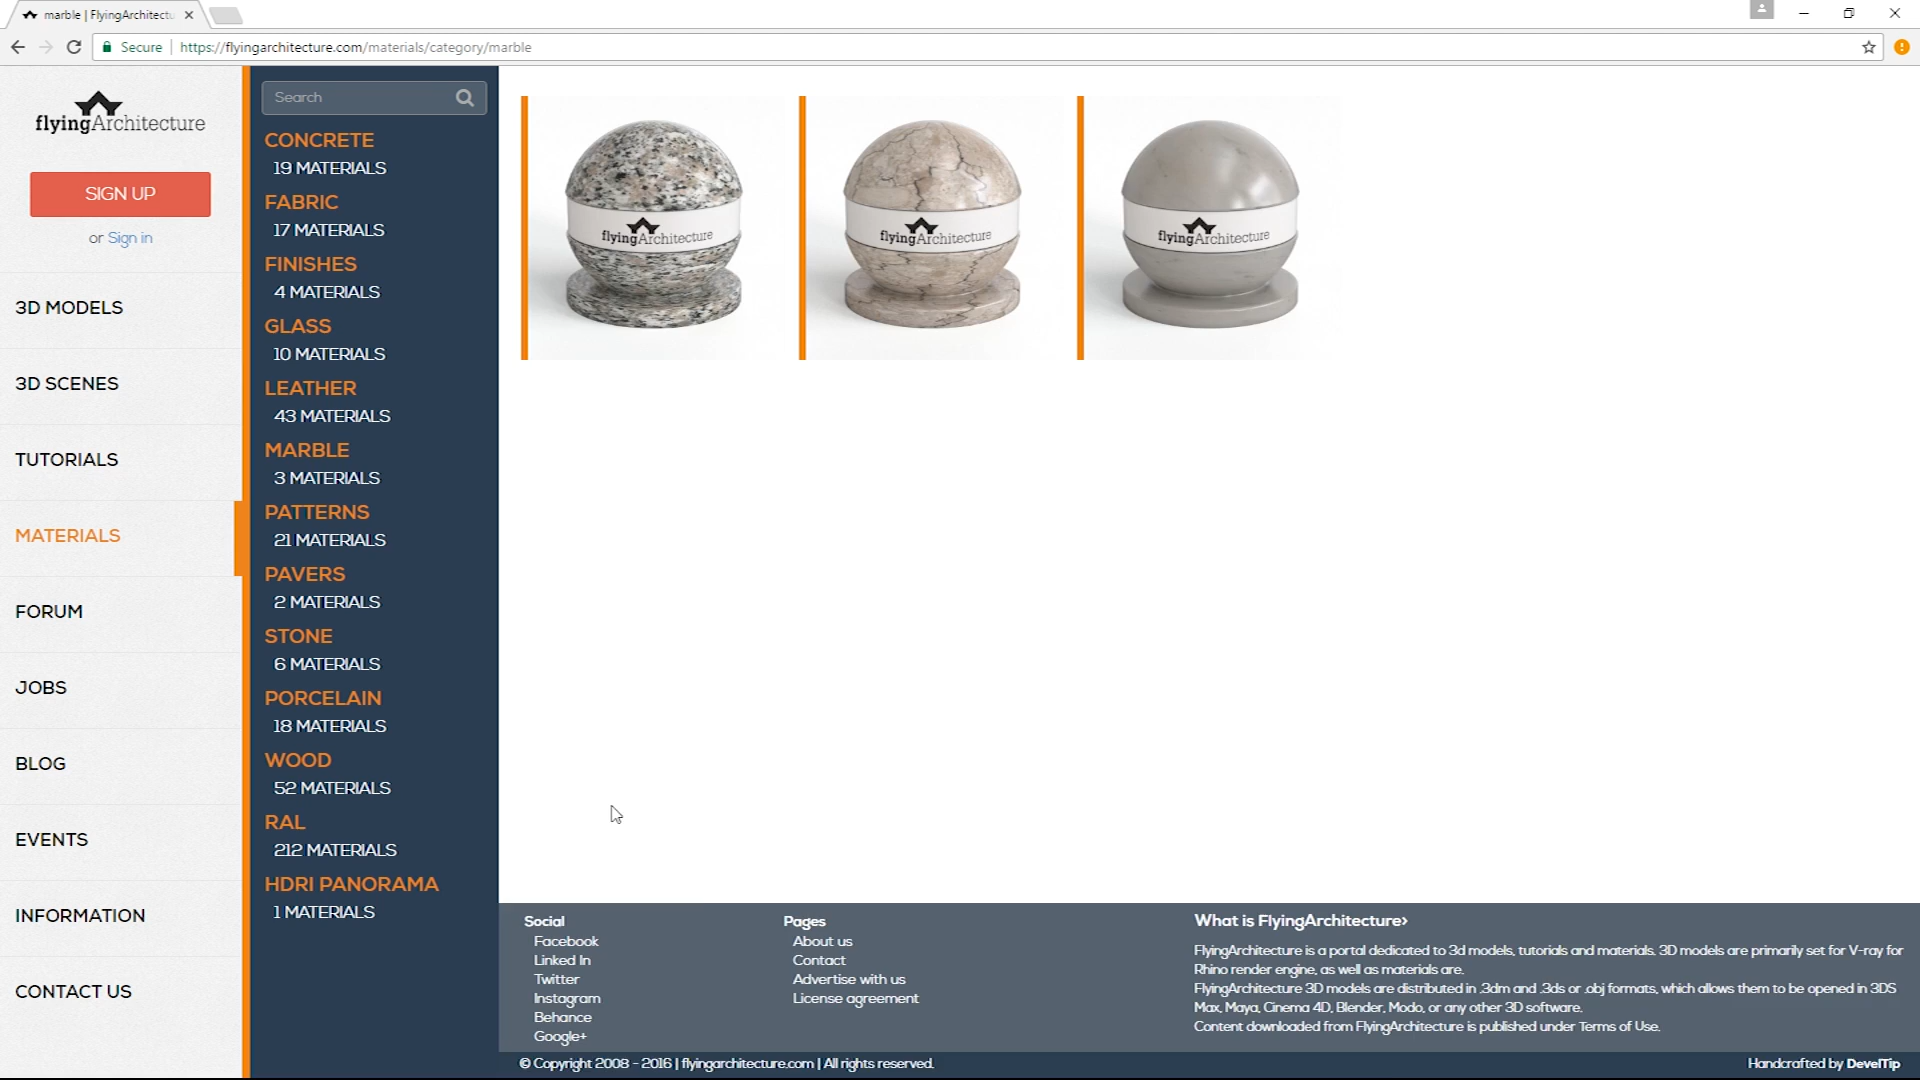 marble | FlyingArchitectu
Secure | https://flyingarchitecture.com/materials/category/marble
flyingArchitecture
SIGN UP
or Sign in
3D MODELS
3D SCENES
TUTORIALS
MATERIALS
FORUM
JOBS
BLOG
EVENTS
INFORMATION
CONTACT US
Search
CONCRETE
19 MATERIALS
FABRIC
17 MATERIALS
FINISHES
4 MATERIALS
GLASS
10 MATERIALS
LEATHER
43 MATERIALS
MARBLE
3 MATERIALS
PATTERNS
21 MATERIALS
PAVERS
2 MATERIALS
STONE
6 MATERIALS
PORCELAIN
18 MATERIALS
WOOD
52 MATERIALS
RAL
212 MATERIALS
HDRI PANORAMA
1 MATERIALS
flyingArchitecture
flyingArchitecture
flyingArchitecture
Social
Facebook
Linked In
Twitter
Instagram
Behance
Google+
Pages
About us
Contact
Advertise with us
License agreement
What is FlyingArchitecture>
FlyingArchitecture is a portal dedicated to 3d models, tutorials and materials. 3D models are primarily set for V-ray for
Rhino render engine, as well as materials are.
FlyingArchitecture 3D models are distributed in .3dm and .3ds or .obj formats, which allows them to be opened in 3DS
Max, Maya, Cinema 4D, Blender, Modo, or any other 3D software.
Content downloaded from FlyingArchitecture is published under Terms of Use.
© Copyright 2008 - 2016 | flyingarchitecture.com | All rights reserved.
Handcrafted by DevelTip